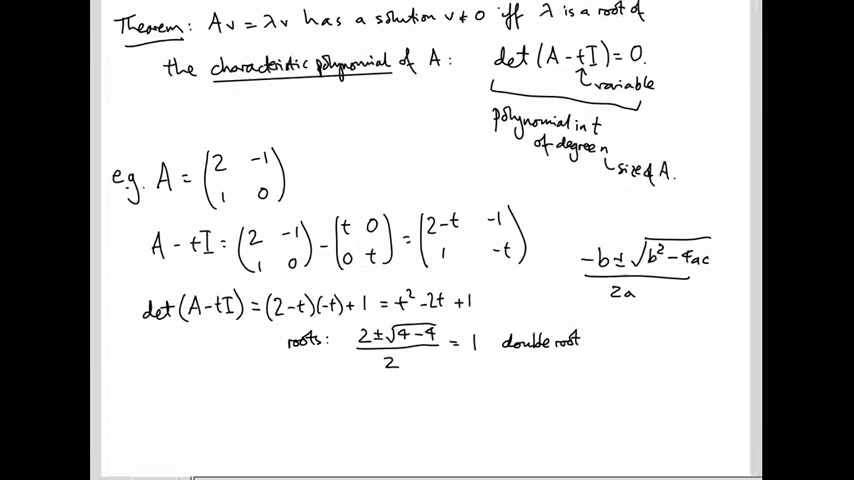 Theorem: Av = λv has a solution v≠0 iff λ is a root of
the characteristic polynomial of A: det(A-tI)=0.
variable
polynomial in t
of degree n
size of A.
e.g. A = (2 -1
1 0)
A - tI = (2 -1
1 0) - (t 0
0 t) = (2-t -1
1 -t)
-b±√b²-4ac
2a
det(A-tI) = (2-t)(-t)+1 = t²-2t+1
roots: 2±√4-4
2 = 1 double root